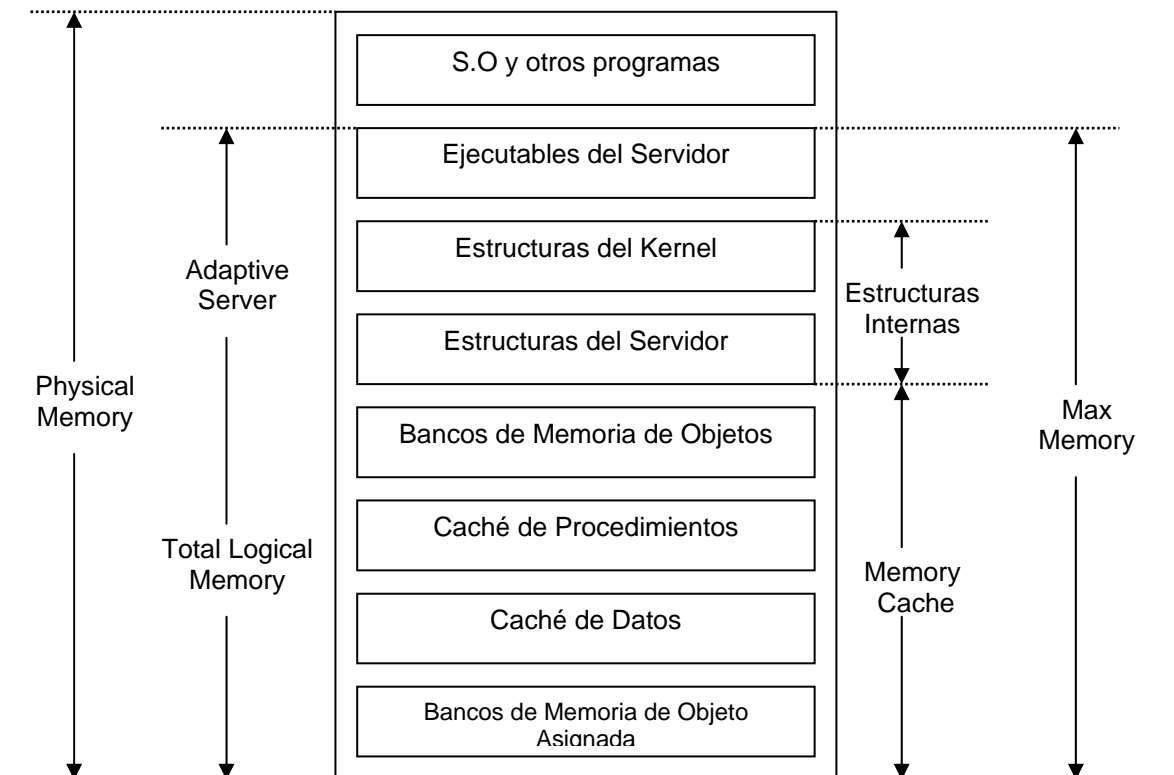 S.O y otros programas
Ejecutables del Servidor
Estructuras del Kernel
Adaptive
Server
Estructuras
Internas
Estructuras del Servidor
Physical
Memory
Max
Memory
Bancos de Memoria de Objetos
Caché de Procedimientos
Total Logical
Memory
Memory
Cache
Caché de Datos
Bancos de Memoria de Objeto
Asignada